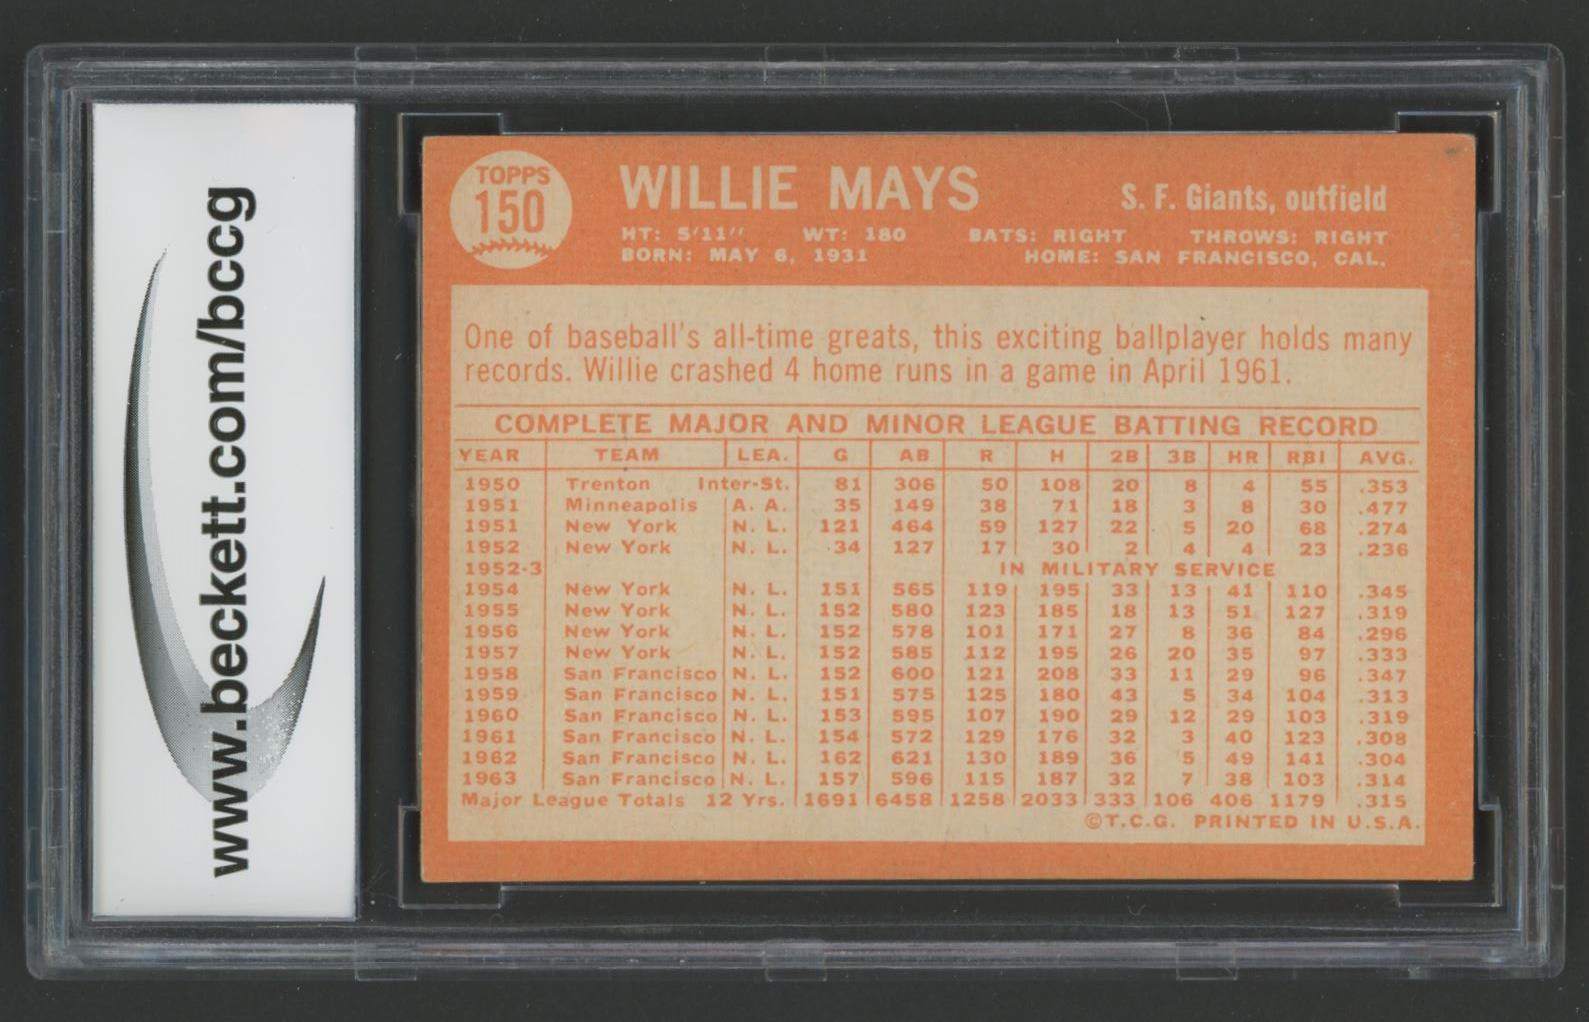 www.beckett.com/bccg
TOPPS
150
WILLIE MAYS
S. F. Giants, outfield
HT: 5'11" WT: 180 BATS: RIGHT THROWS: RIGHT
BORN: MAY 6, 1931 HOME: SAN FRANCISCO, CAL.
One of baseball's all-time greats, this exciting ballplayer holds many
records. Willie crashed 4 home runs in a game in April 1961.
COMPLETE MAJOR AND MINOR LEAGUE BATTING RECORD
YEAR TEAM LEA. G AB R H 2B 3B HR RBI AVG.
1950 Trenton Inter-St. 81 306 50 108 20 8 4 55 .353
1951 Minneapolis A. A. 35 149 38 71 18 3 8 30 .477
1951 New York N. L. 121 464 59 127 22 5 20 68 .274
1952 New York N. L. 34 127 17 30 2 4 4 23 .236
1952-3 IN MILITARY SERVICE
1954 New York N. L. 151 565 119 195 33 13 41 110 .345
1955 New York N. L. 152 580 123 185 18 13 51 127 .319
1956 New York N. L. 152 578 101 171 27 8 36 84 .296
1957 New York N. L. 152 585 112 195 26 20 35 97 .333
1958 San Francisco N. L. 152 600 121 208 33 11 29 96 .347
1959 San Francisco N. L. 151 575 125 180 43 5 34 104 .313
1960 San Francisco N. L. 153 595 107 190 29 12 29 103 .319
1961 San Francisco N. L. 154 572 129 176 32 3 40 123 .308
1962 San Francisco N. L. 162 621 130 189 36 5 49 141 .304
1963 San Francisco N. L. 157 596 115 187 32 7 38 103 .314
Major League Totals 12 Yrs. 1691 6458 1258 2033 333 106 406 1179 .315
©T.C.G. PRINTED IN U.S.A.